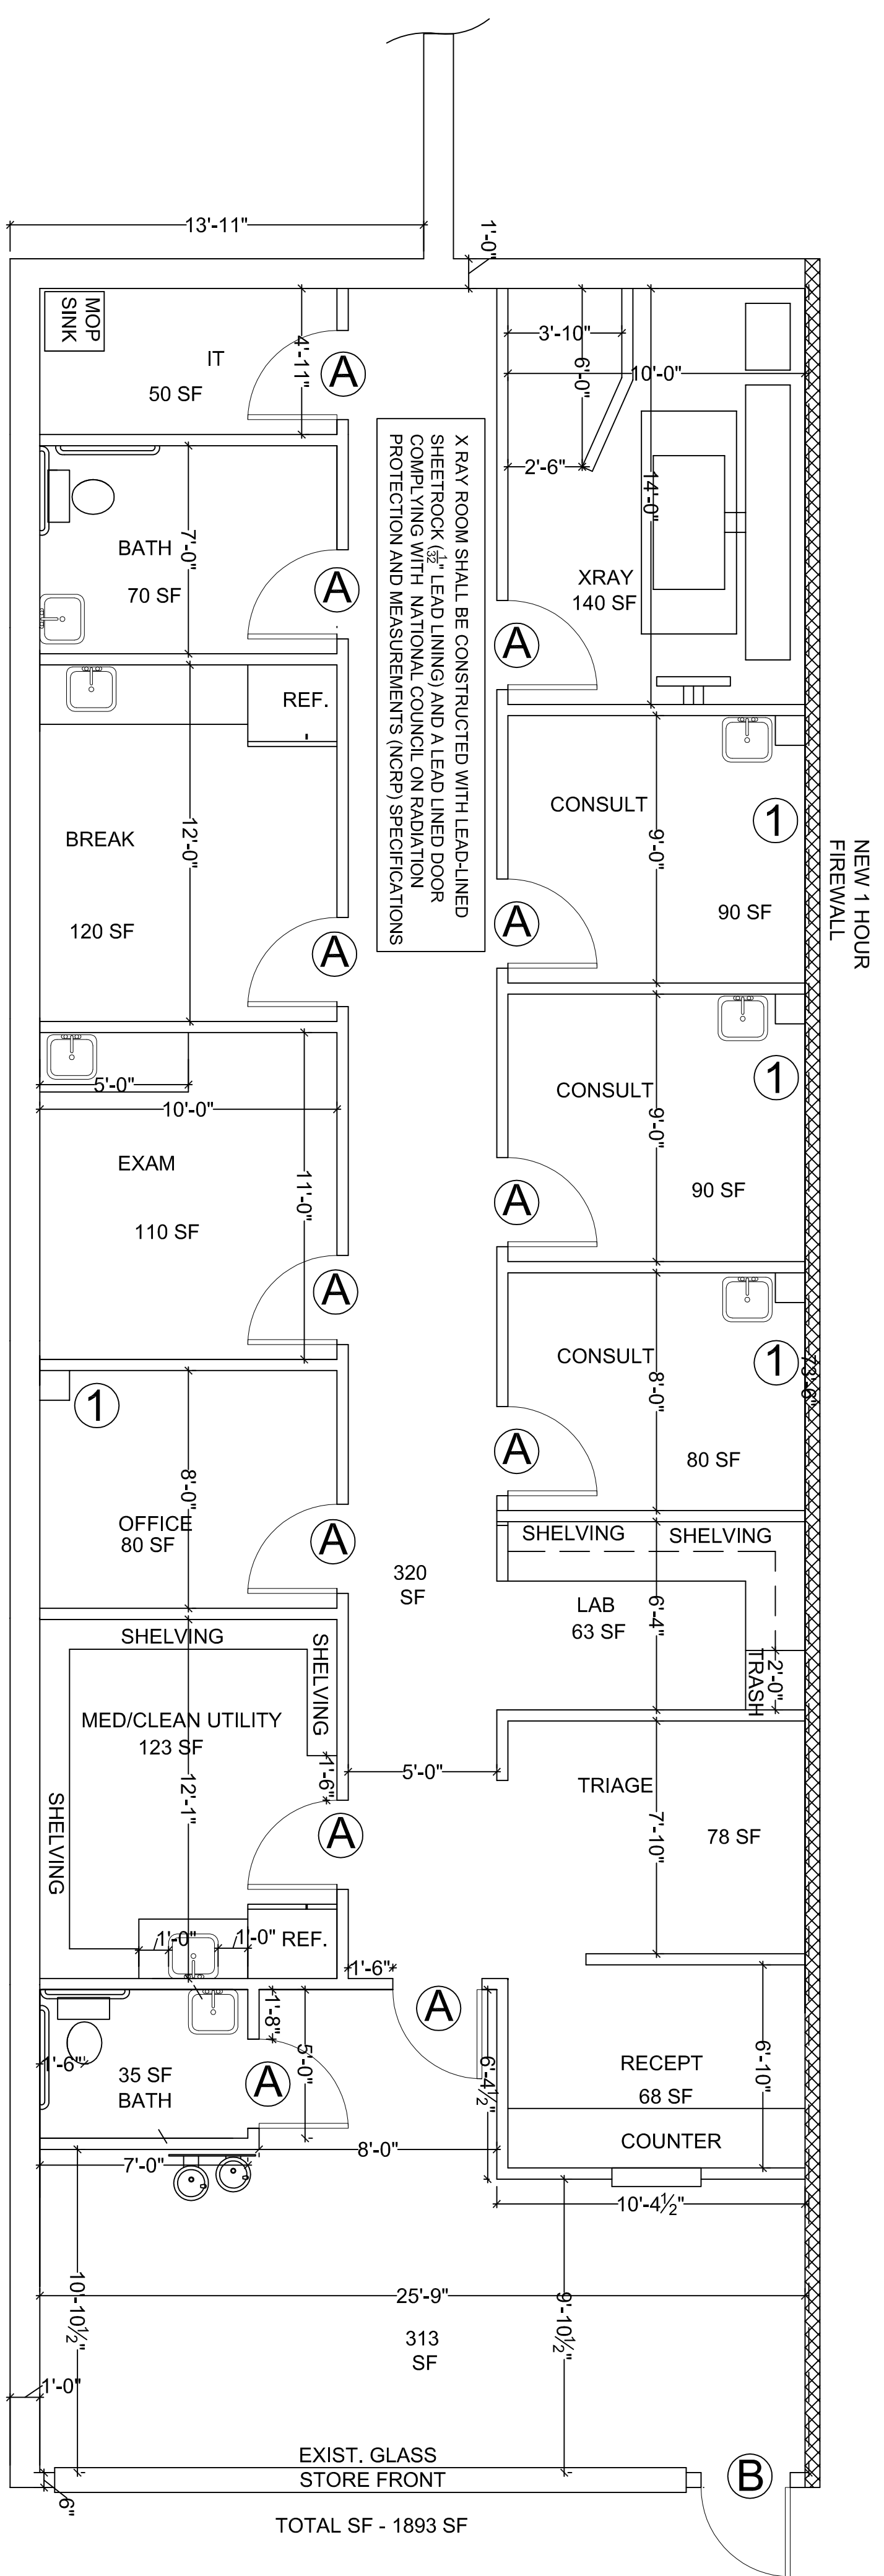 13'-11"
1'-0"
MOP
SINK
IT
50 SF
4'-11"
A
3'-10"
6'-0"
10'-0"
2'-6"
14'-0"
XRAY
140 SF
A
X RAY ROOM SHALL BE CONSTRUCTED WITH LEAD-LINED
SHEETROCK (1/32" LEAD LINING) AND A LEAD LINED DOOR
COMPLYING WITH NATIONAL COUNCIL ON RADIATION
PROTECTION AND MEASUREMENTS (NCRP) SPECIFICATIONS
BATH
70 SF
7'-0"
A
REF.
BREAK
120 SF
12'-0"
A
CONSULT
90 SF
9'-0"
1
A
NEW 1 HOUR
FIREWALL
5'-0"
10'-0"
EXAM
110 SF
11'-0"
A
CONSULT
90 SF
9'-0"
1
A
CONSULT
80 SF
8'-0"
1
A
73'-6"
1
OFFICE
80 SF
8'-0"
A
320
SF
SHELVING
SHELVING
LAB
63 SF
6'-4"
2'-0"
TRASH
SHELVING
SHELVING
MED/CLEAN UTILITY
123 SF
12'-1"
1'-6"
SHELVING
A
5'-0"
TRIAGE
78 SF
7'-10"
1'-0"
1'-0"
REF.
1'-6"
A
1'-8"
5'-0"
1'-6"
35 SF
BATH
A
6'-4½"
RECEPT
68 SF
6'-10"
COUNTER
7'-0"
8'-0"
10'-4½"
25'-9"
10'-10½"
9'-10½"
313
SF
1'-0"
6"
EXIST. GLASS
STORE FRONT
B
TOTAL SF - 1893 SF